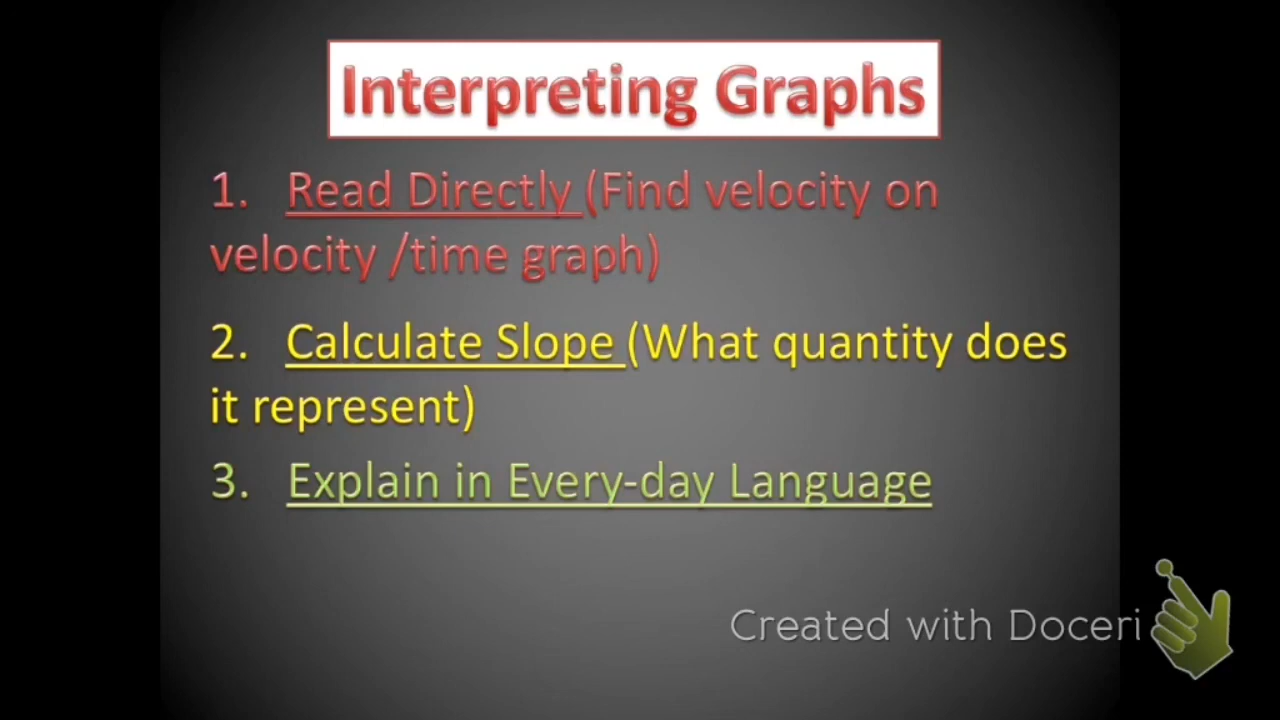 Interpreting Graphs
1. Read Directly (Find velocity on
velocity /time graph)
2. Calculate Slope (What quantity does
it represent)
3. Explain in Every-day Language
Created with Doceri